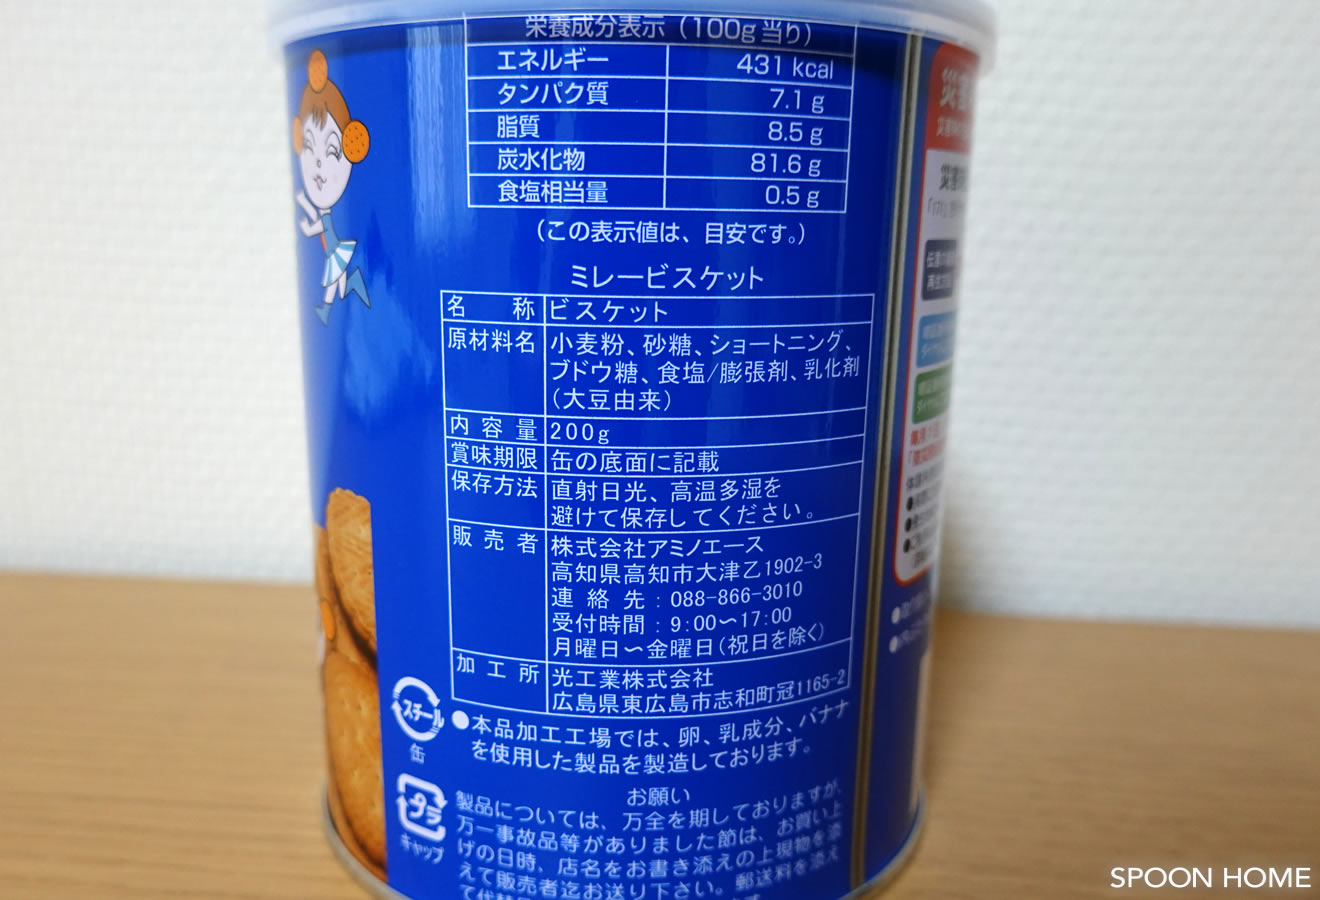 栄養成分表示（100g当り）
エネルギー 431 kcal
タンパク質 7.1 g
脂質 8.5 g
炭水化物 81.6 g
食塩相当量 0.5 g
（この表示値は、目安です。）
ミレービスケット
名称 ビスケット
原材料名 小麦粉、砂糖、ショートニング、
ブドウ糖、食塩/膨張剤、乳化剤
（大豆由来）
内容量 200g
賞味期限 缶の底面に記載
保存方法 直射日光、高温多湿を
避けて保存してください。
販売者 株式会社アミノエース
高知県高知市大津乙1902-3
連絡先：088-866-3010
受付時間：9:00〜17:00
月曜日〜金曜日（祝日を除く）
加工所 光工業株式会社
広島県東広島市志和町冠1165-2
●本品加工工場では、卵、乳成分、バナナ
を使用した製品を製造しております。
スチール
缶
プラ
キャップ
お願い
製品については、万全を期しておりますが、
万一事故品等がありました節は、お買い上
げの日時、店名をお書き添えの上現物を添
えて販売者迄お送り下さい。郵送料を添え
災害
SPOON HOME